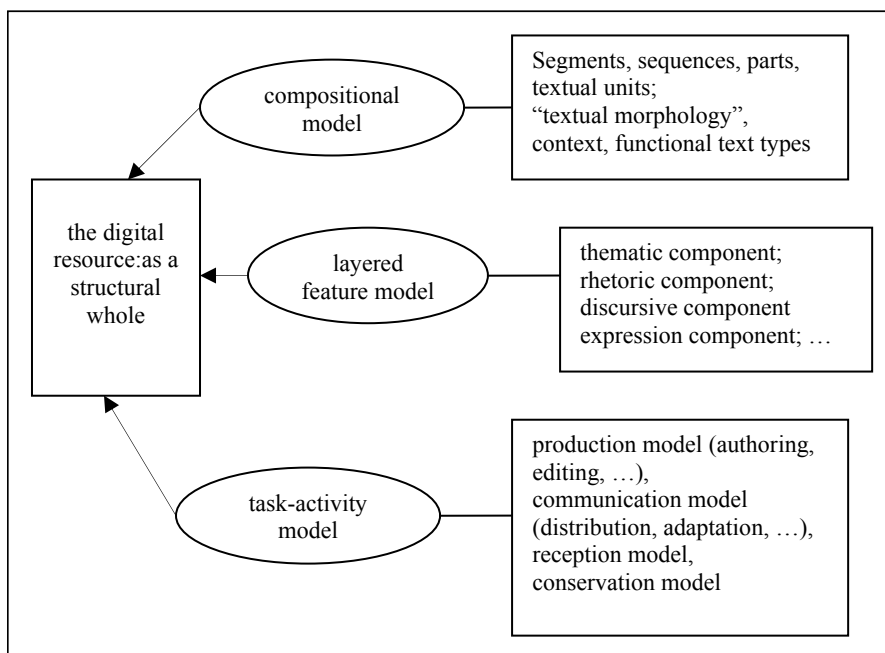 compositional
model
Segments, sequences, parts,
textual units;
“textual morphology”,
context, functional text types
the digital
resource:as a
structural
whole
layered
feature model
thematic component;
rhetoric component;
discursive component
expression component; …
task-activity
model
production model (authoring,
editing, …),
communication model
(distribution, adaptation, …),
reception model,
conservation model